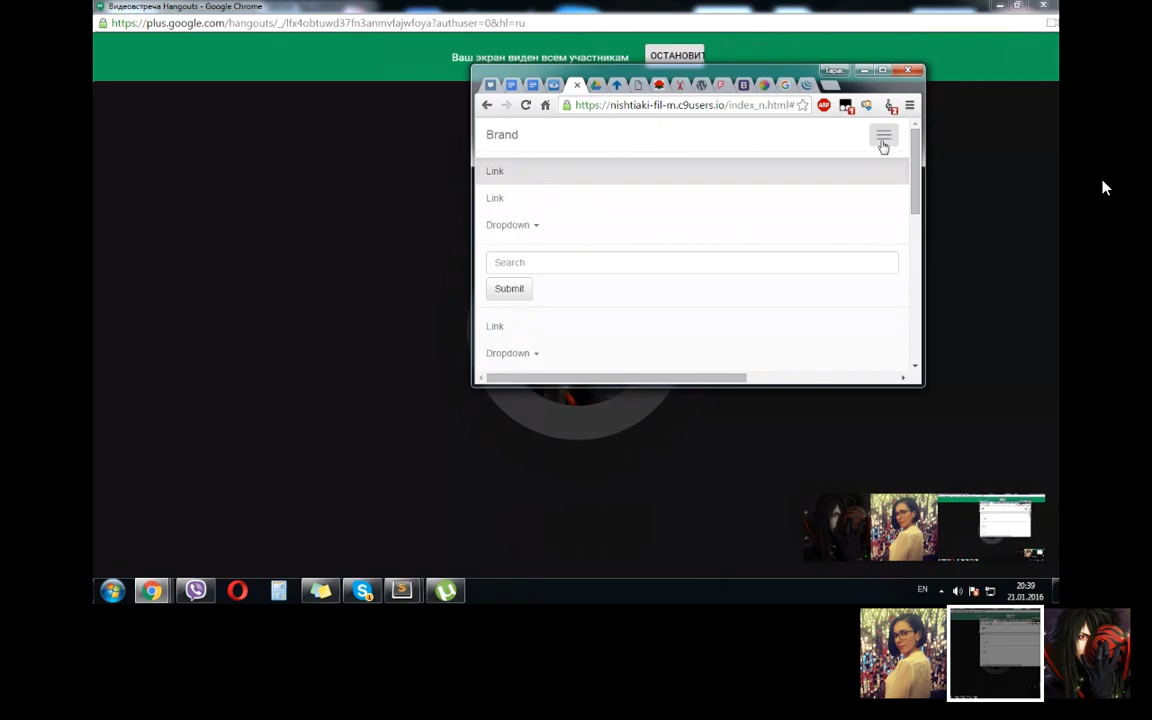 Видеовстреча Hangouts - Google Chrome
https://plus.google.com/hangouts/_/lfx4obtuwd37fn3anmvfajwfoya?authuser=0&hl=ru
Ваш экран виден всем участникам
ОСТАНОВИТ
Тарас
https://nishtiaki-fil-m.c9users.io/index_n.html#
Brand
Link
Link
Dropdown
Search
Submit
Link
Dropdown
EN
20:39
21.01.2016